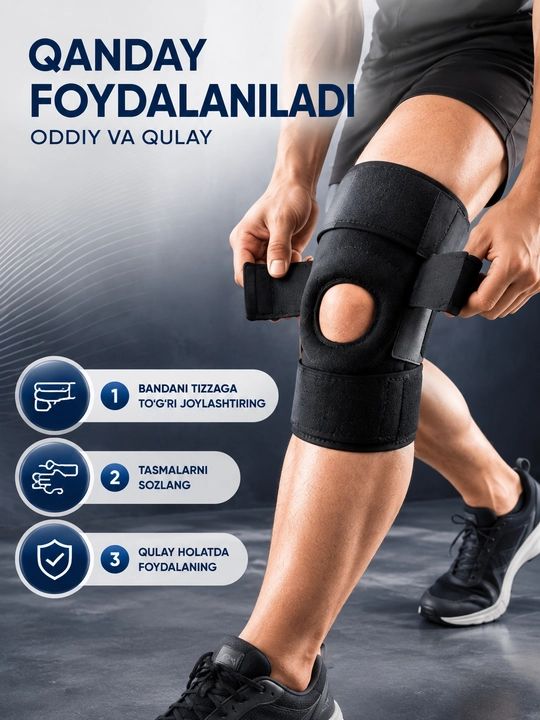 QANDAY
FOYDALANILADI
ODDIY VA QULAY
1
BANDANI TIZZAGA
TO'G'RI JOYLASHTIRING
2
TASMALARNI
SOZLANG
3
QULAY HOLATDA
FOYDALANING